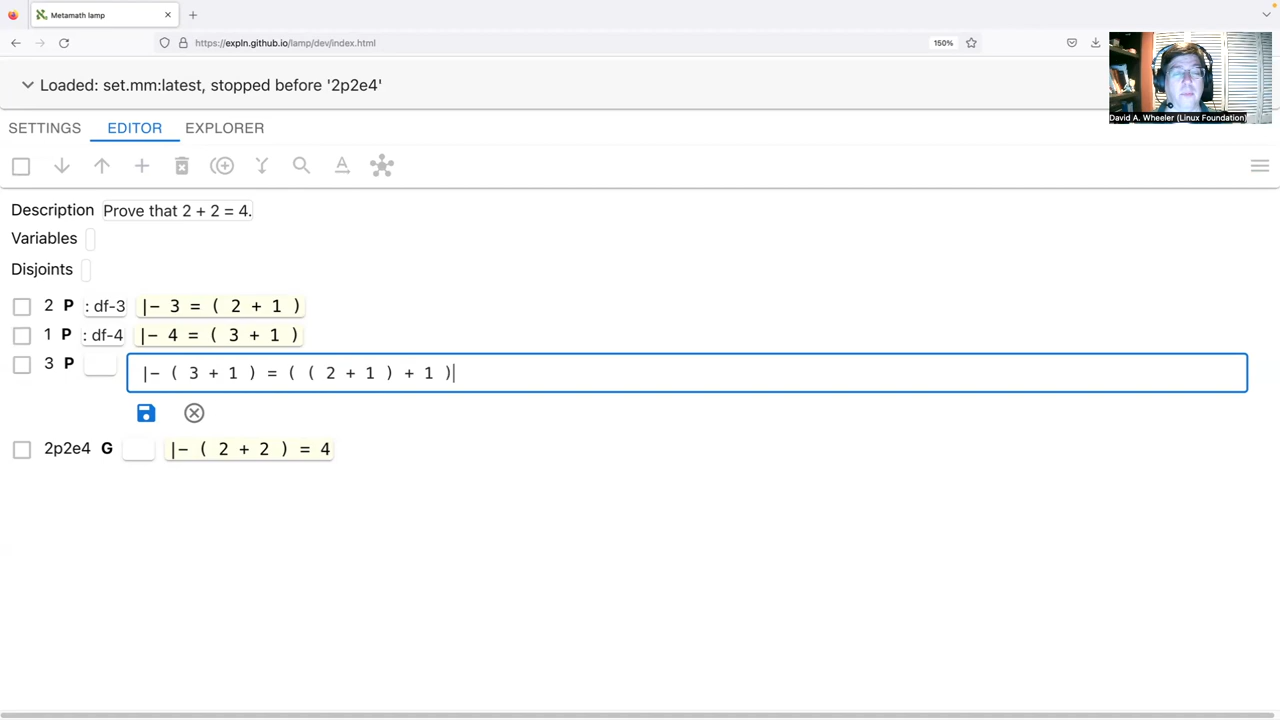 Metamath lamp
https://expln.github.io/lamp/dev/index.html
150%
David A. Wheeler (Linux Foundation)
Loaded: set.mm:latest, stopped before '2p2e4'
SETTINGS EDITOR EXPLORER
Description Prove that 2 + 2 = 4.
Variables
Disjoints
2 P : df-3 |- 3 = ( 2 + 1 )
1 P : df-4 |- 4 = ( 3 + 1 )
3 P |- ( 3 + 1 ) = ( ( 2 + 1 ) + 1 )
2p2e4 G |- ( 2 + 2 ) = 4